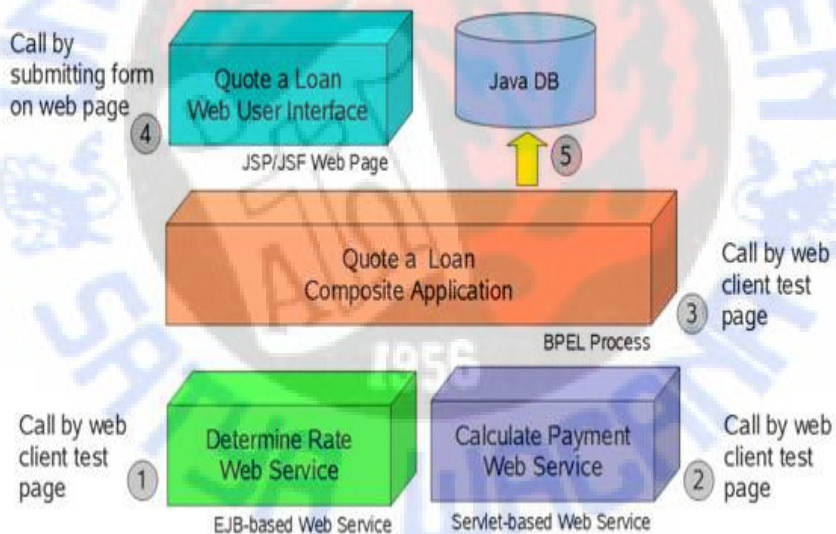 Call by
submitting form
on web page
4
Quote a Loan
Web User Interface
JSP/JSF Web Page
Java DB
5
Quote a Loan
Composite Application
BPEL Process
Call by web
client test
page
3
1956
Call by web
client test
page
1
Determine Rate
Web Service
EJB-based Web Service
Calculate Payment
Web Service
Servlet-based Web Service
2
Call by web
client test
page